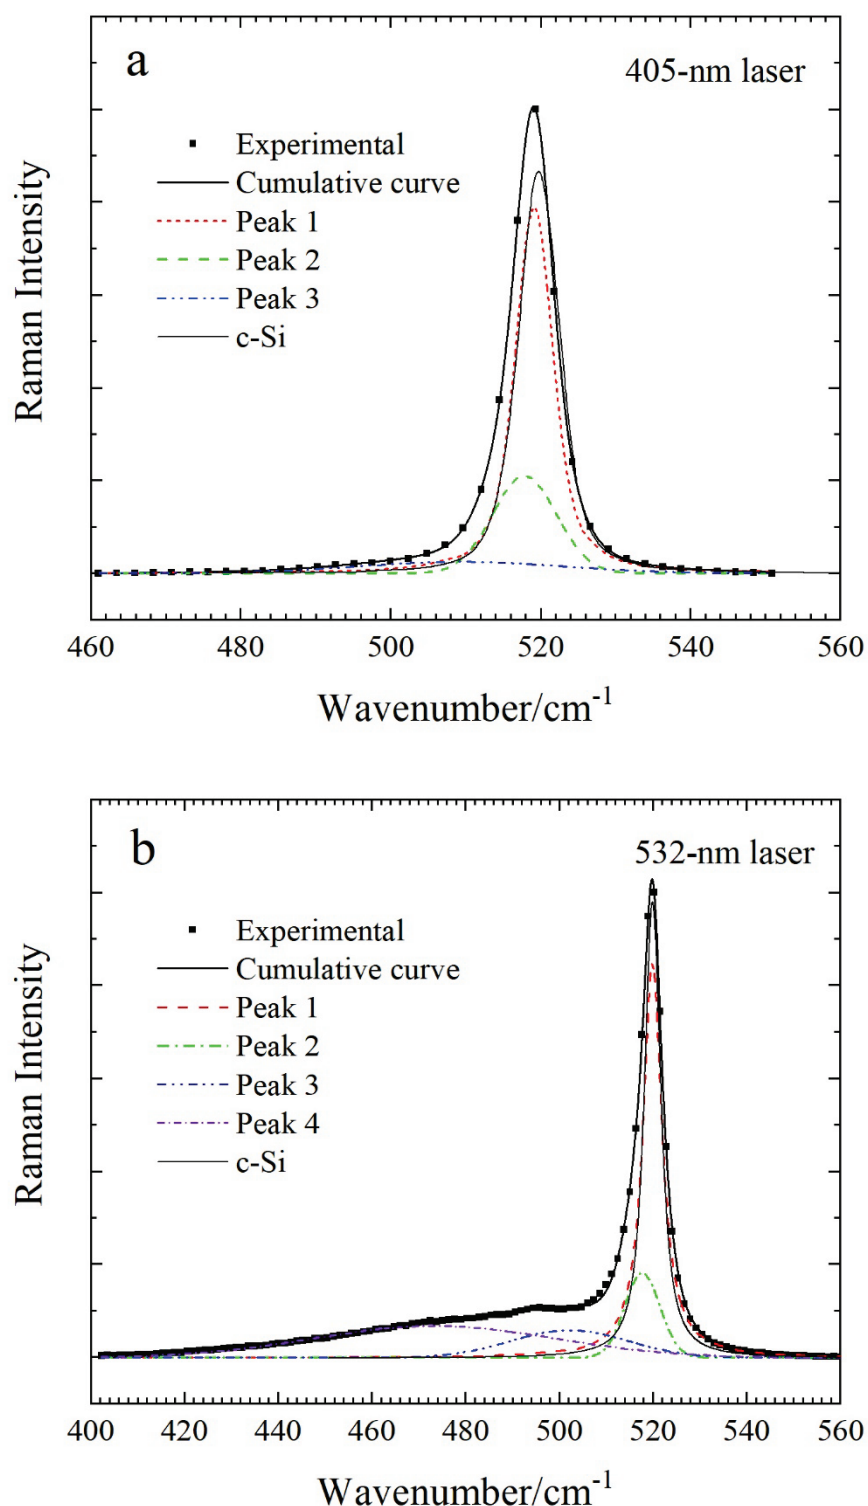 a
405-nm laser
Experimental
Cumulative curve
Peak 1
Peak 2
Peak 3
c-Si
Raman Intensity
460 480 500 520 540 560
Wavenumber/cm⁻¹
b
532-nm laser
Experimental
Cumulative curve
Peak 1
Peak 2
Peak 3
Peak 4
c-Si
Raman Intensity
400 420 440 460 480 500 520 540 560
Wavenumber/cm⁻¹